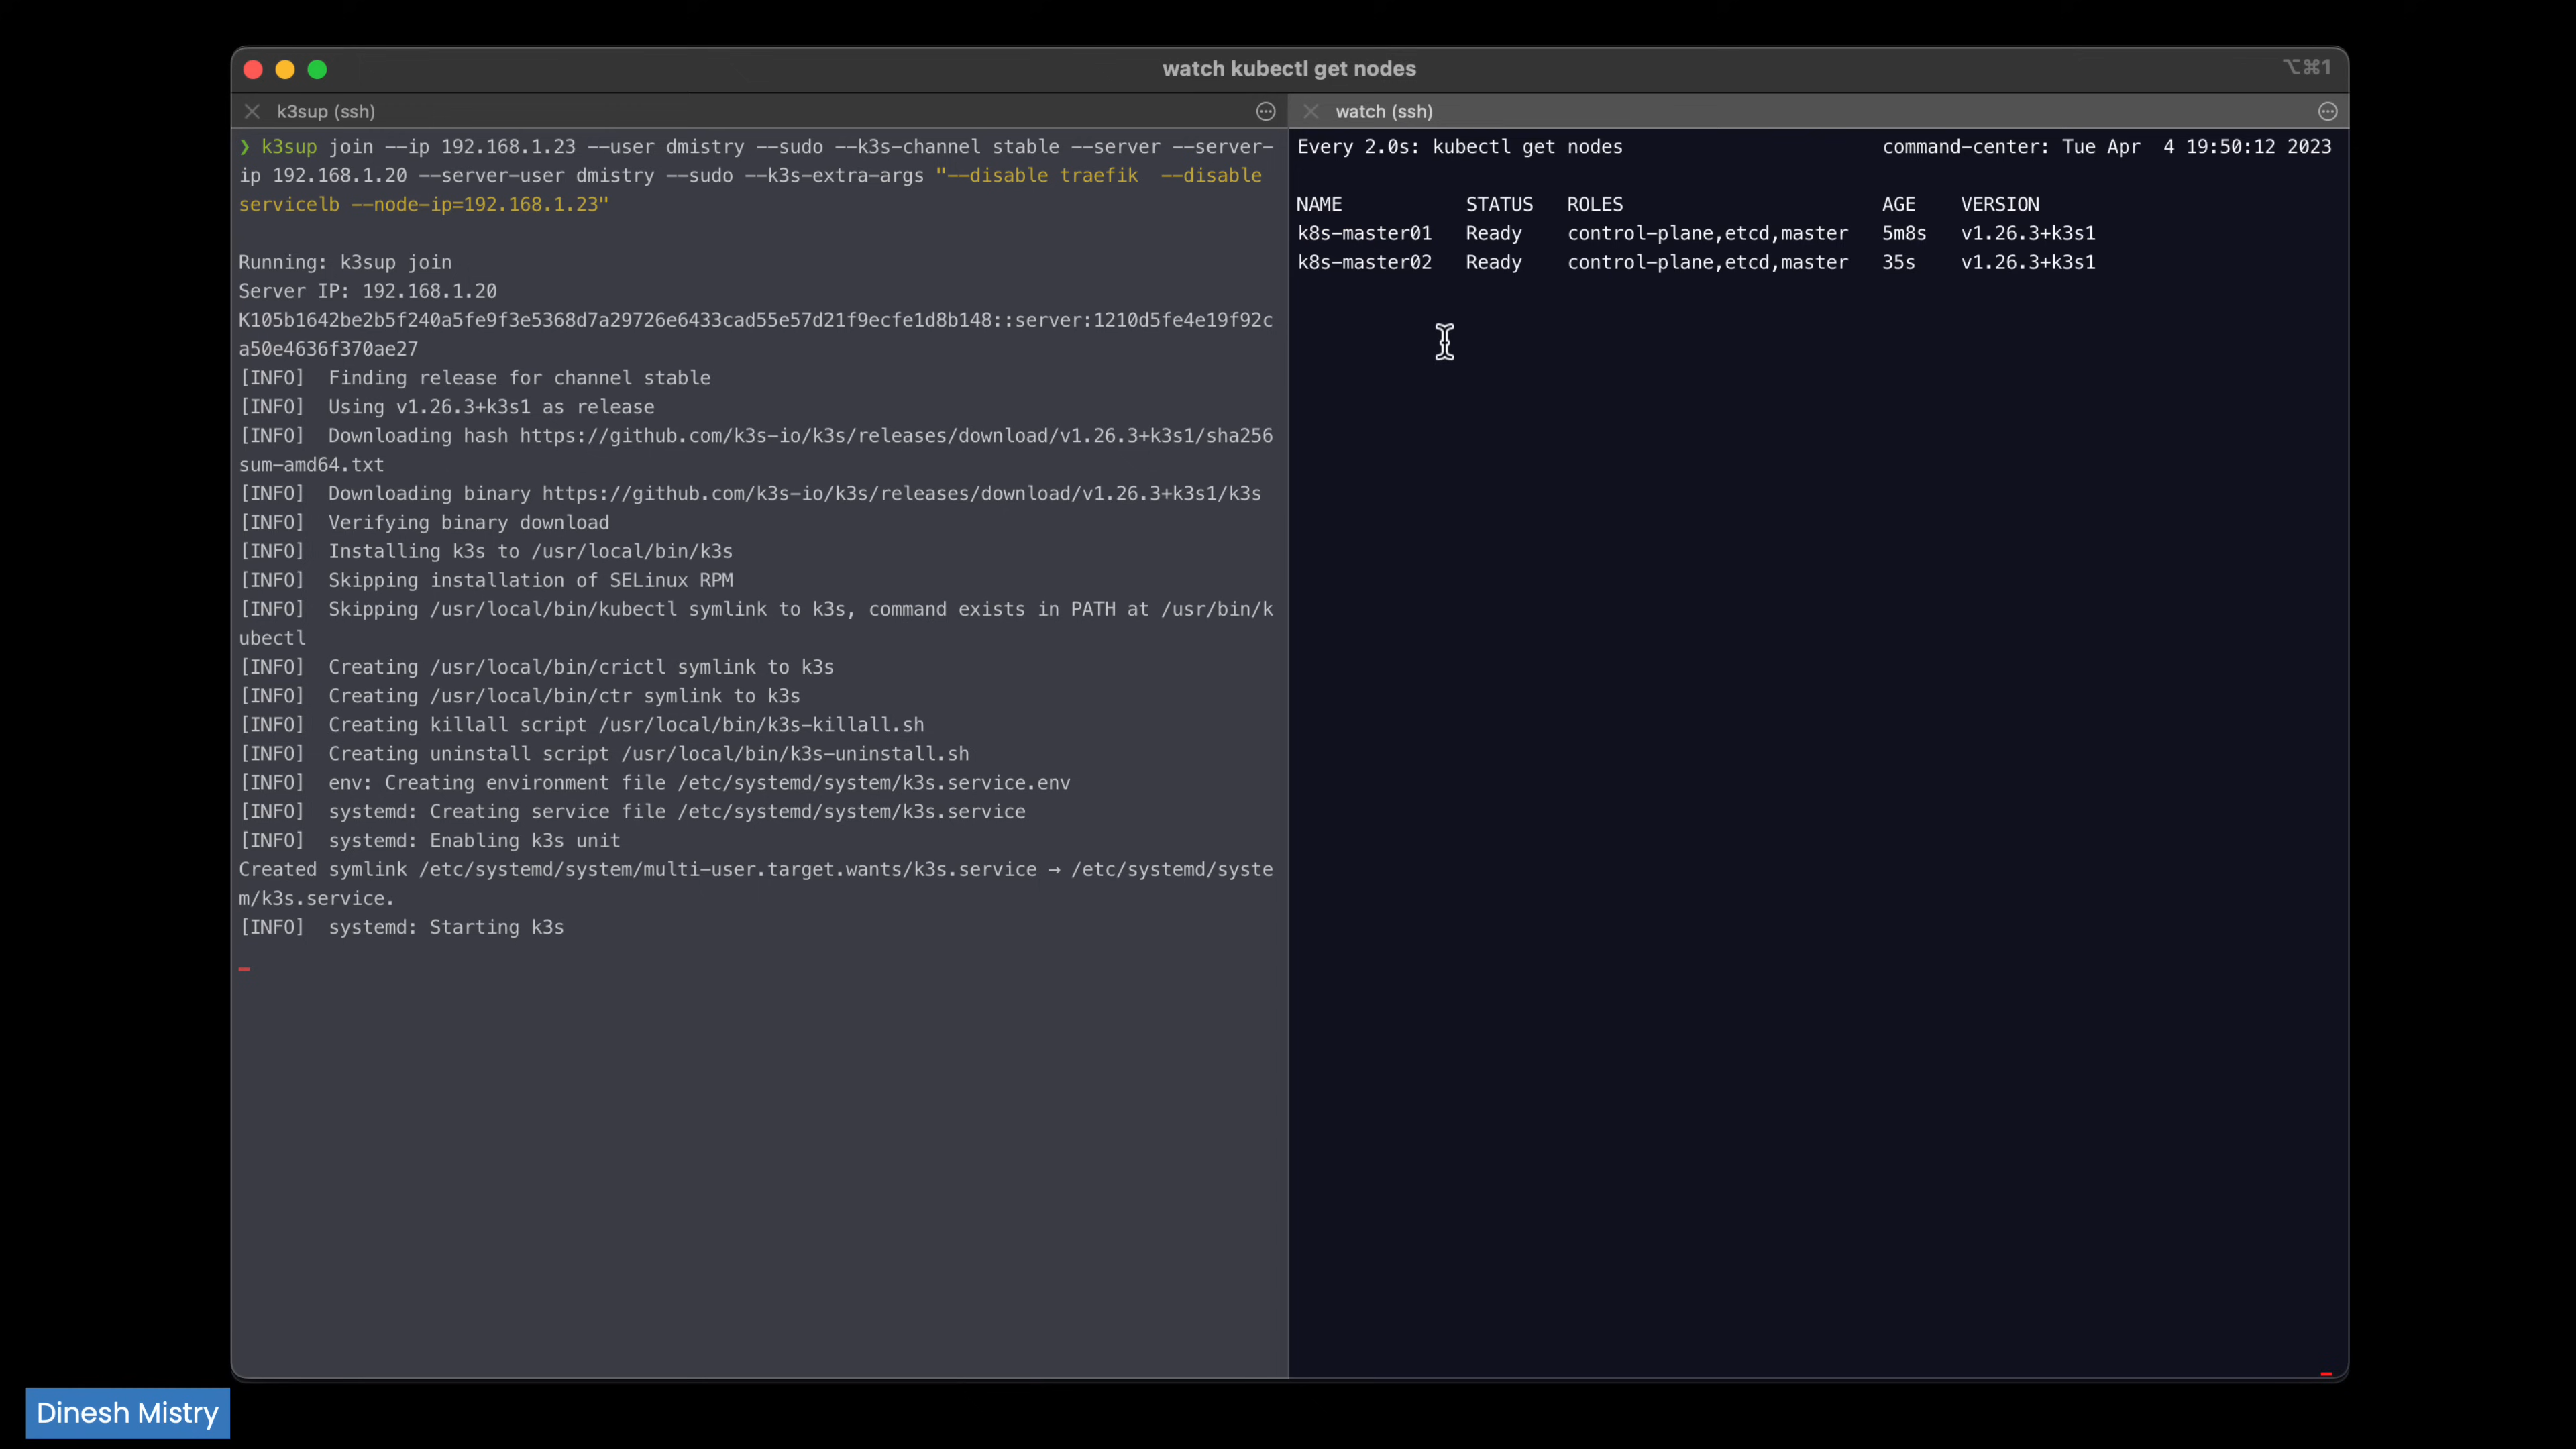 watch kubectl get nodes
⌥⌘1
k3sup (ssh)
❯ k3sup join --ip 192.168.1.23 --user dmistry --sudo --k3s-channel stable --server --server-
ip 192.168.1.20 --server-user dmistry --sudo --k3s-extra-args "--disable traefik  --disable
servicelb --node-ip=192.168.1.23"
Running: k3sup join
Server IP: 192.168.1.20
K105b1642be2b5f240a5fe9f3e5368d7a29726e6433cad55e57d21f9ecfe1d8b148::server:1210d5fe4e19f92c
a50e4636f370ae27
[INFO]  Finding release for channel stable
[INFO]  Using v1.26.3+k3s1 as release
[INFO]  Downloading hash https://github.com/k3s-io/k3s/releases/download/v1.26.3+k3s1/sha256
sum-amd64.txt
[INFO]  Downloading binary https://github.com/k3s-io/k3s/releases/download/v1.26.3+k3s1/k3s
[INFO]  Verifying binary download
[INFO]  Installing k3s to /usr/local/bin/k3s
[INFO]  Skipping installation of SELinux RPM
[INFO]  Skipping /usr/local/bin/kubectl symlink to k3s, command exists in PATH at /usr/bin/k
ubectl
[INFO]  Creating /usr/local/bin/crictl symlink to k3s
[INFO]  Creating /usr/local/bin/ctr symlink to k3s
[INFO]  Creating killall script /usr/local/bin/k3s-killall.sh
[INFO]  Creating uninstall script /usr/local/bin/k3s-uninstall.sh
[INFO]  env: Creating environment file /etc/systemd/system/k3s.service.env
[INFO]  systemd: Creating service file /etc/systemd/system/k3s.service
[INFO]  systemd: Enabling k3s unit
Created symlink /etc/systemd/system/multi-user.target.wants/k3s.service → /etc/systemd/syste
m/k3s.service.
[INFO]  systemd: Starting k3s
watch (ssh)
Every 2.0s: kubectl get nodes                       command-center: Tue Apr  4 19:50:12 2023
NAME           STATUS   ROLES                       AGE    VERSION
k8s-master01   Ready    control-plane,etcd,master   5m8s   v1.26.3+k3s1
k8s-master02   Ready    control-plane,etcd,master   35s    v1.26.3+k3s1
Dinesh Mistry